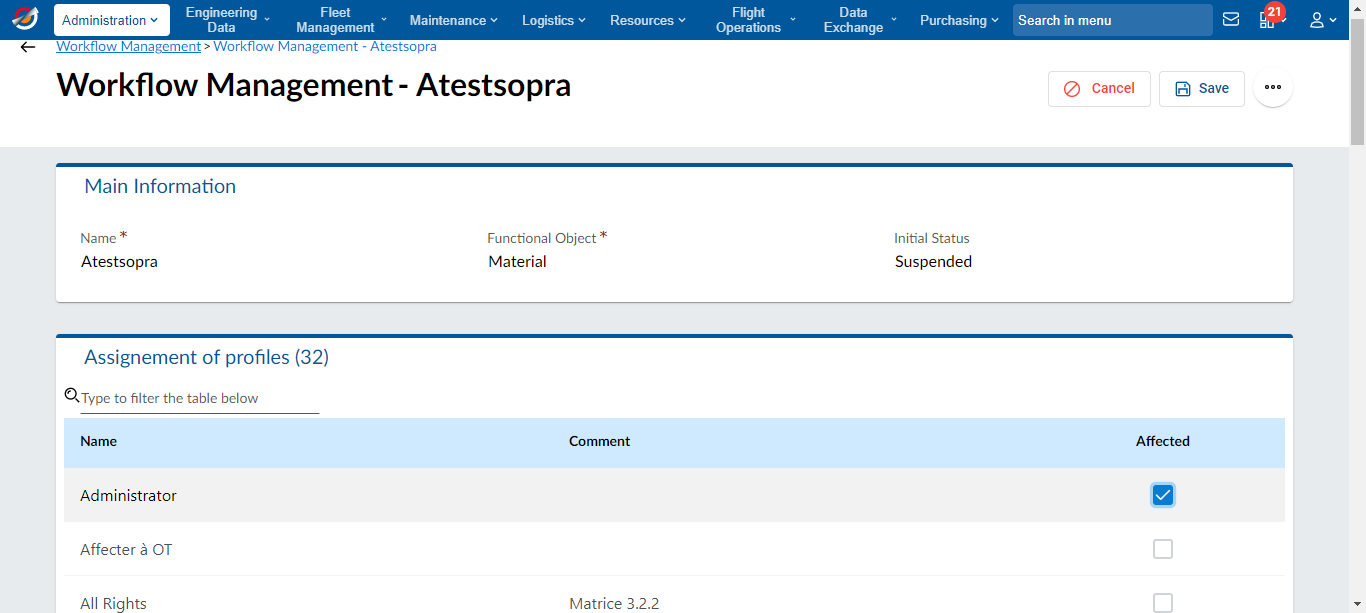 Administration
Engineering Data
Fleet Management
Maintenance
Logistics
Resources
Flight Operations
Data Exchange
Purchasing
Search in menu
21
Workflow Management > Workflow Management - Atestsopra
Workflow Management - Atestsopra
Cancel
Save
Main Information
Name * Functional Object * Initial Status
Atestsopra Material Suspended
Assignement of profiles (32)
Type to filter the table below
Name Comment Affected
Administrator
Affecter à OT
All Rights Matrice 3.2.2